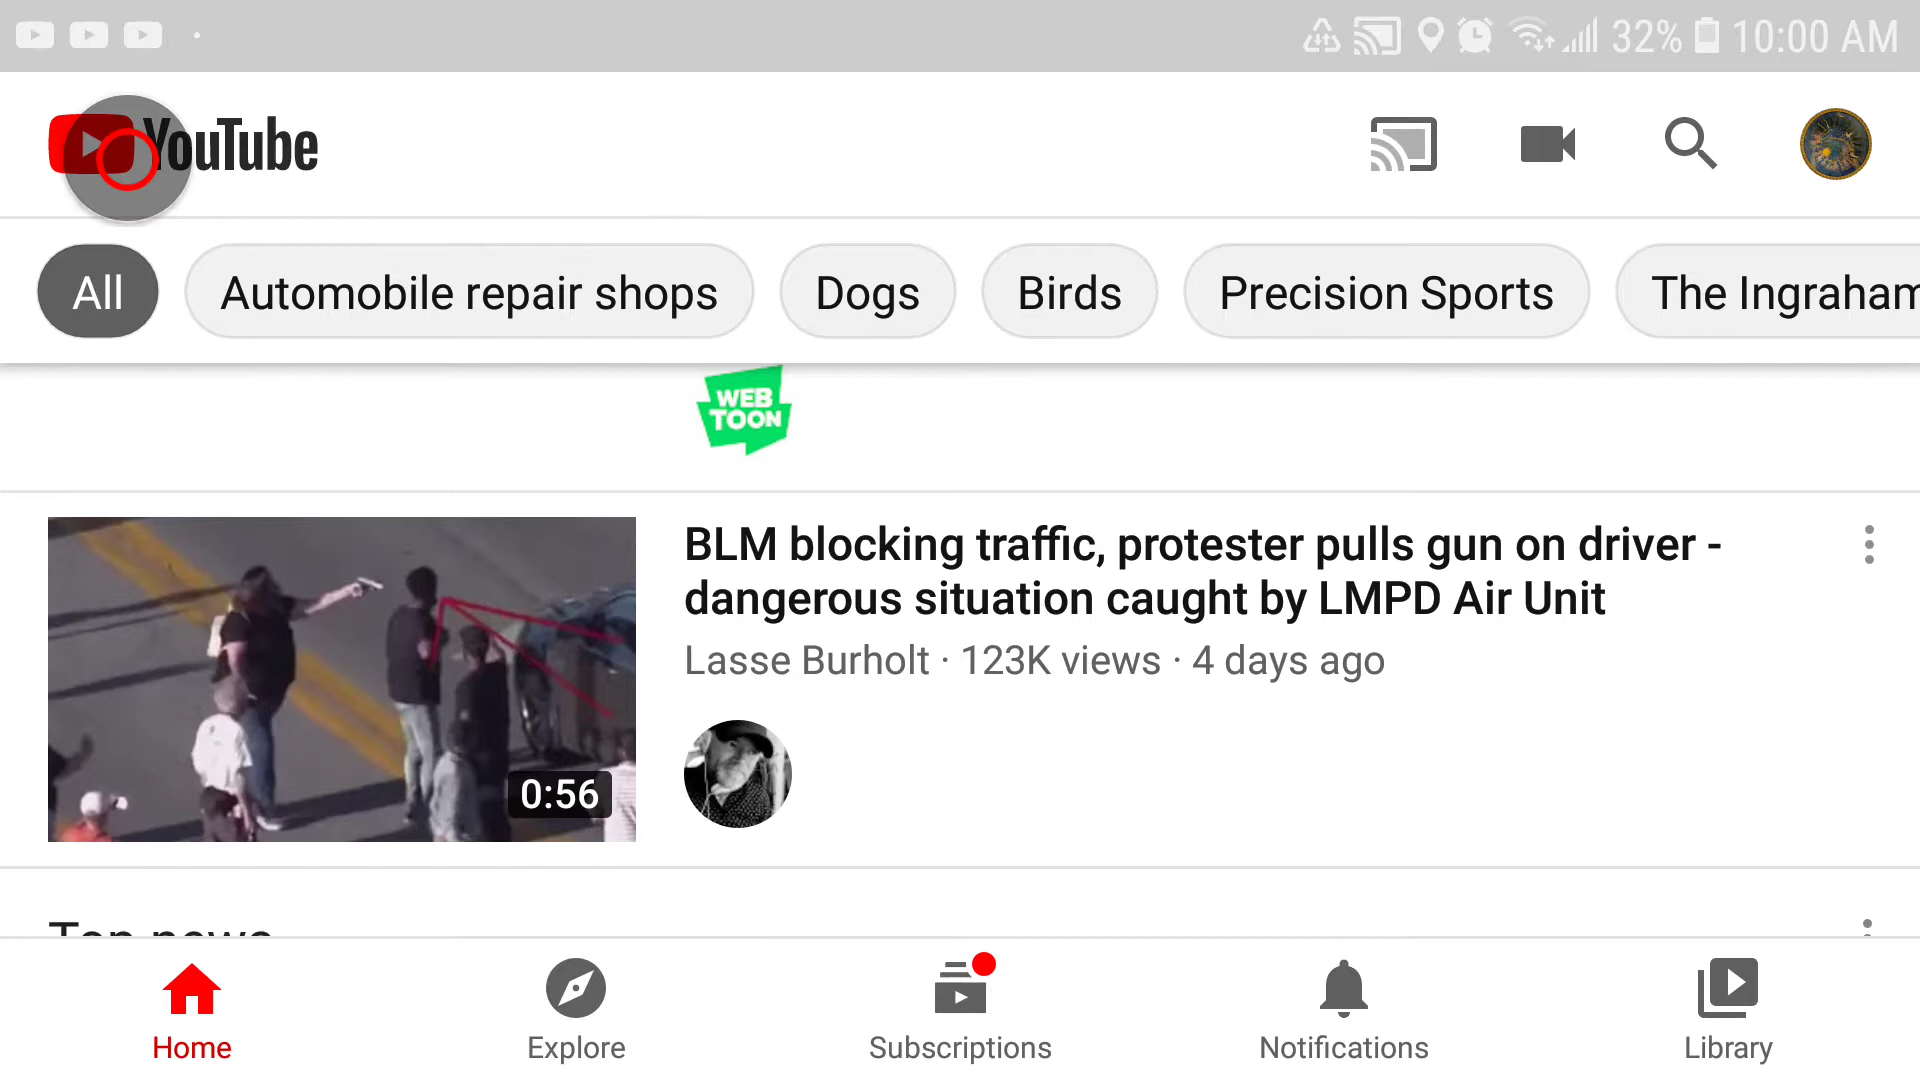 32% 10:00 AM
YouTube
All Automobile repair shops Dogs Birds Precision Sports The Ingraham
WEB
TOON
BLM blocking traffic, protester pulls gun on driver -
dangerous situation caught by LMPD Air Unit
Lasse Burholt · 123K views · 4 days ago
0:56
Top news
Home Explore Subscriptions Notifications Library